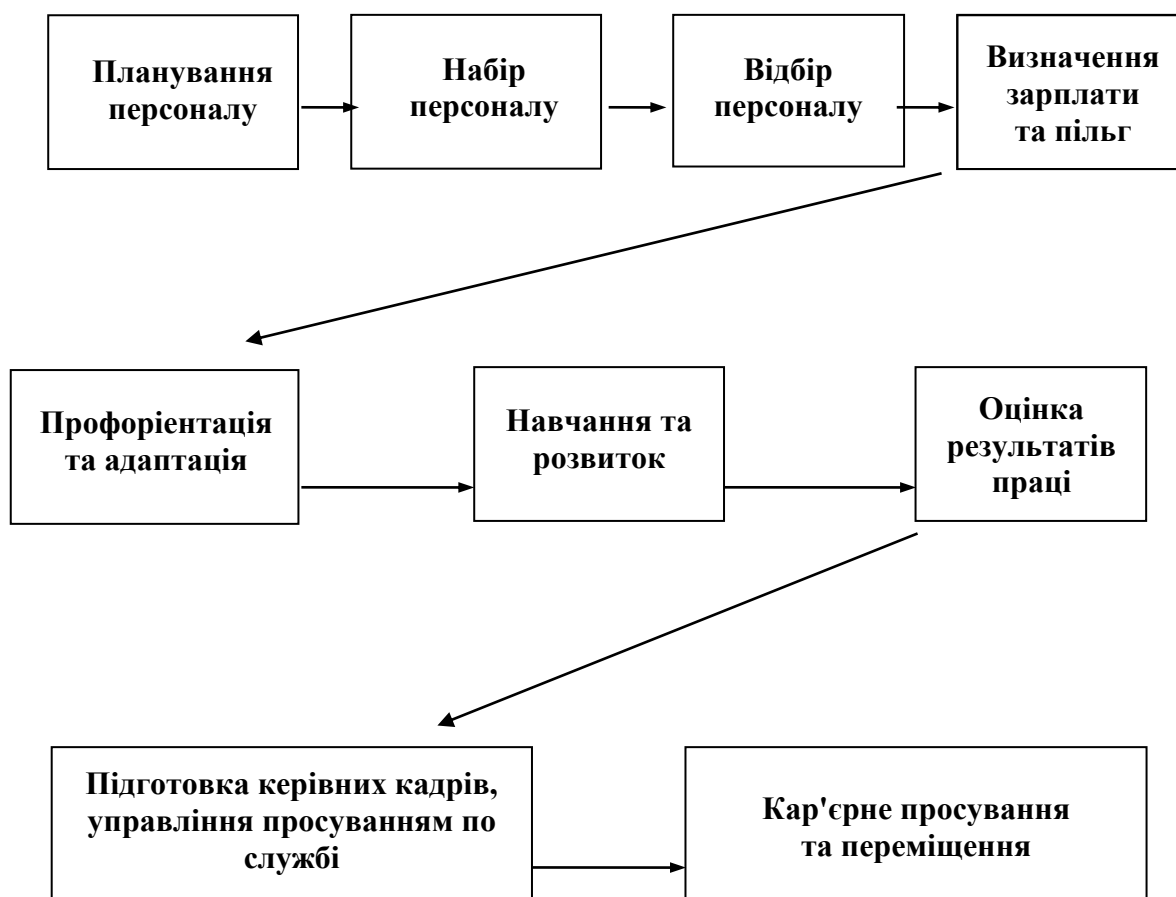 Планування
персоналу
Набір
персоналу
Відбір
персоналу
Визначення
зарплати
та пільг
Профорієнтація
та адаптація
Навчання та
розвиток
Оцінка
результатів
праці
Підготовка керівних кадрів,
управління просуванням по
службі
Кар'єрне просування
та переміщення